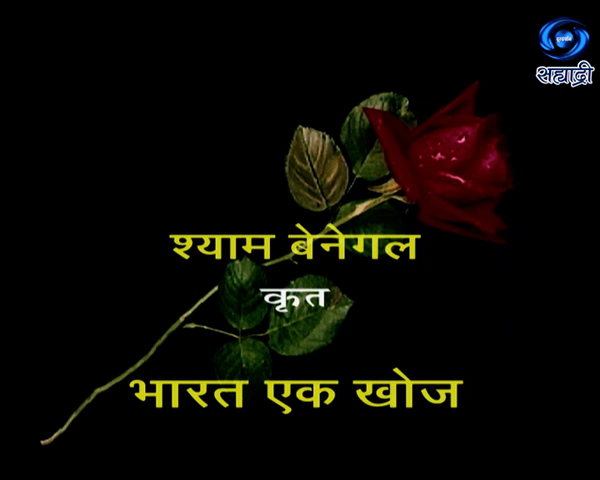 सह्याद्री
श्याम बेनेगल
कृत
भारत एक खोज